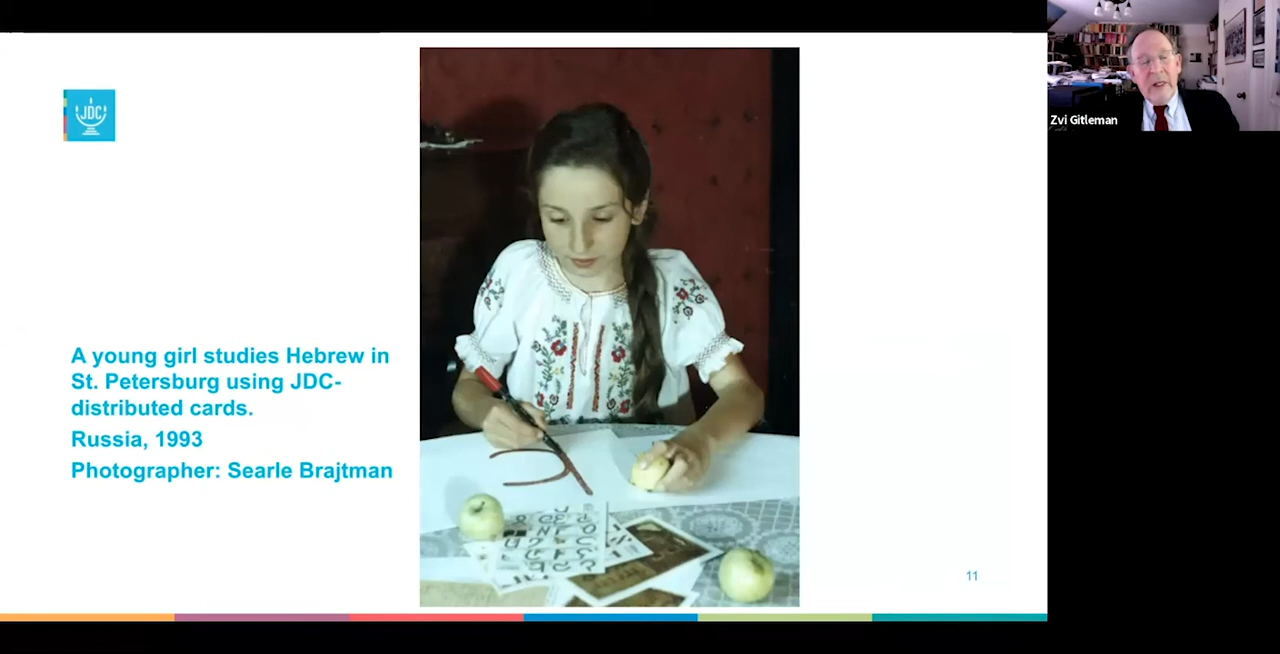 JDC
A young girl studies Hebrew in
St. Petersburg using JDC-
distributed cards.
Russia, 1993
Photographer: Searle Brajtman
11
Zvi Gitleman